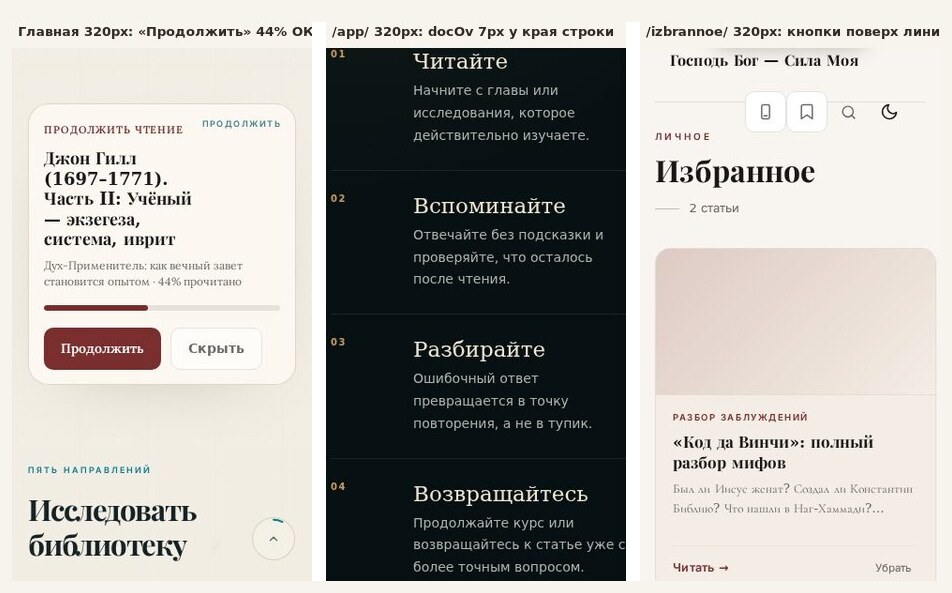 Главная 320px: «Продолжить» 44% ОК
ПРОДОЛЖИТЬ ЧТЕНИЕ
ПРОДОЛЖИТЬ
Джон Гилл
(1697–1771).
Часть II: Учёный
— экзегеза,
система, иврит
Дух-Применитель: как вечный завет
становится опытом · 44% прочитано
Продолжить
Скрыть
ПЯТЬ НАПРАВЛЕНИЙ
Исследовать
библиотеку
/app/ 320px: docOv 7px у края строки
01
Читайте
Начните с главы или
исследования, которое
действительно изучаете.
02
Вспоминайте
Отвечайте без подсказки и
проверяйте, что осталось
после чтения.
03
Разбирайте
Ошибочный ответ
превращается в точку
повторения, а не в тупик.
04
Возвращайтесь
Продолжайте курс или
возвращайтесь к статье уже с
более точным вопросом.
/izbrannoe/ 320px: кнопки поверх лини
Господь Бог — Сила Моя
ЛИЧНОЕ
Избранное
2 статьи
РАЗБОР ЗАБЛУЖДЕНИЙ
«Код да Винчи»: полный
разбор мифов
Был ли Иисус женат? Создал ли Константин
Библию? Что нашли в Наг-Хаммади?...
Читать →
Убрать